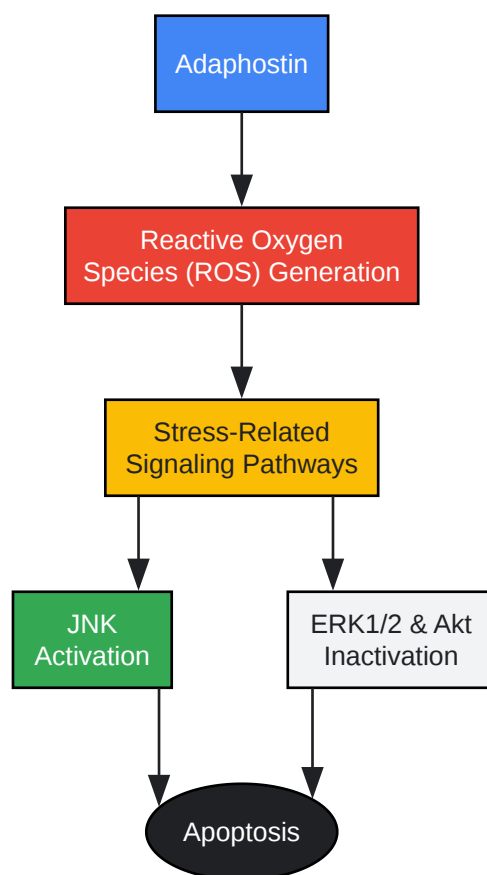 Adaphostin
Reactive Oxygen
Species (ROS) Generation
Stress-Related
Signaling Pathways
JNK
Activation
ERK1/2 & Akt
Inactivation
Apoptosis